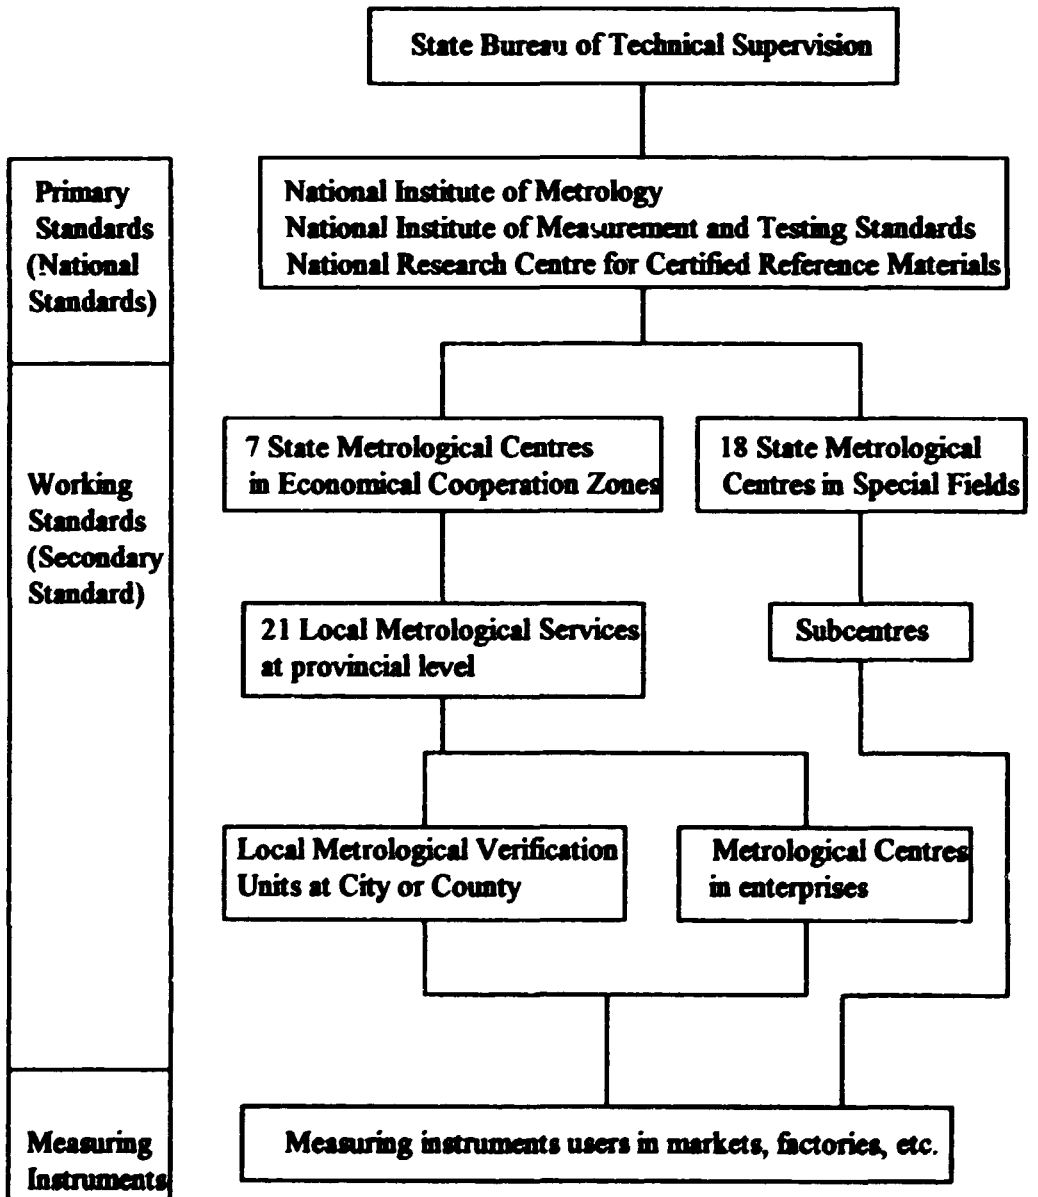 State Bureau of Technical Supervision
Primary
Standards
(National
Standards)
National Institute of Metrology
National Institute of Measurement and Testing Standards
National Research Centre for Certified Reference Materials
Working
Standards
(Secondary
Standard)
7 State Metrological Centres
in Economical Cooperation Zones
18 State Metrological
Centres in Special Fields
21 Local Metrological Services
at provincial level
Subcentres
Local Metrological Verification
Units at City or County
Metrological Centres
in enterprises
Measuring
Instruments
Measuring instruments users in markets, factories, etc.